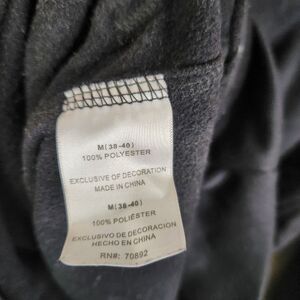 M(38-40)
100% POLYESTER
EXCLUSIVE OF DECORATION
MADE IN CHINA
M(38-40)
100% POLIÉSTER
EXCLUSIVO DE DECORACION
HECHO EN CHINA
RN#: 70892